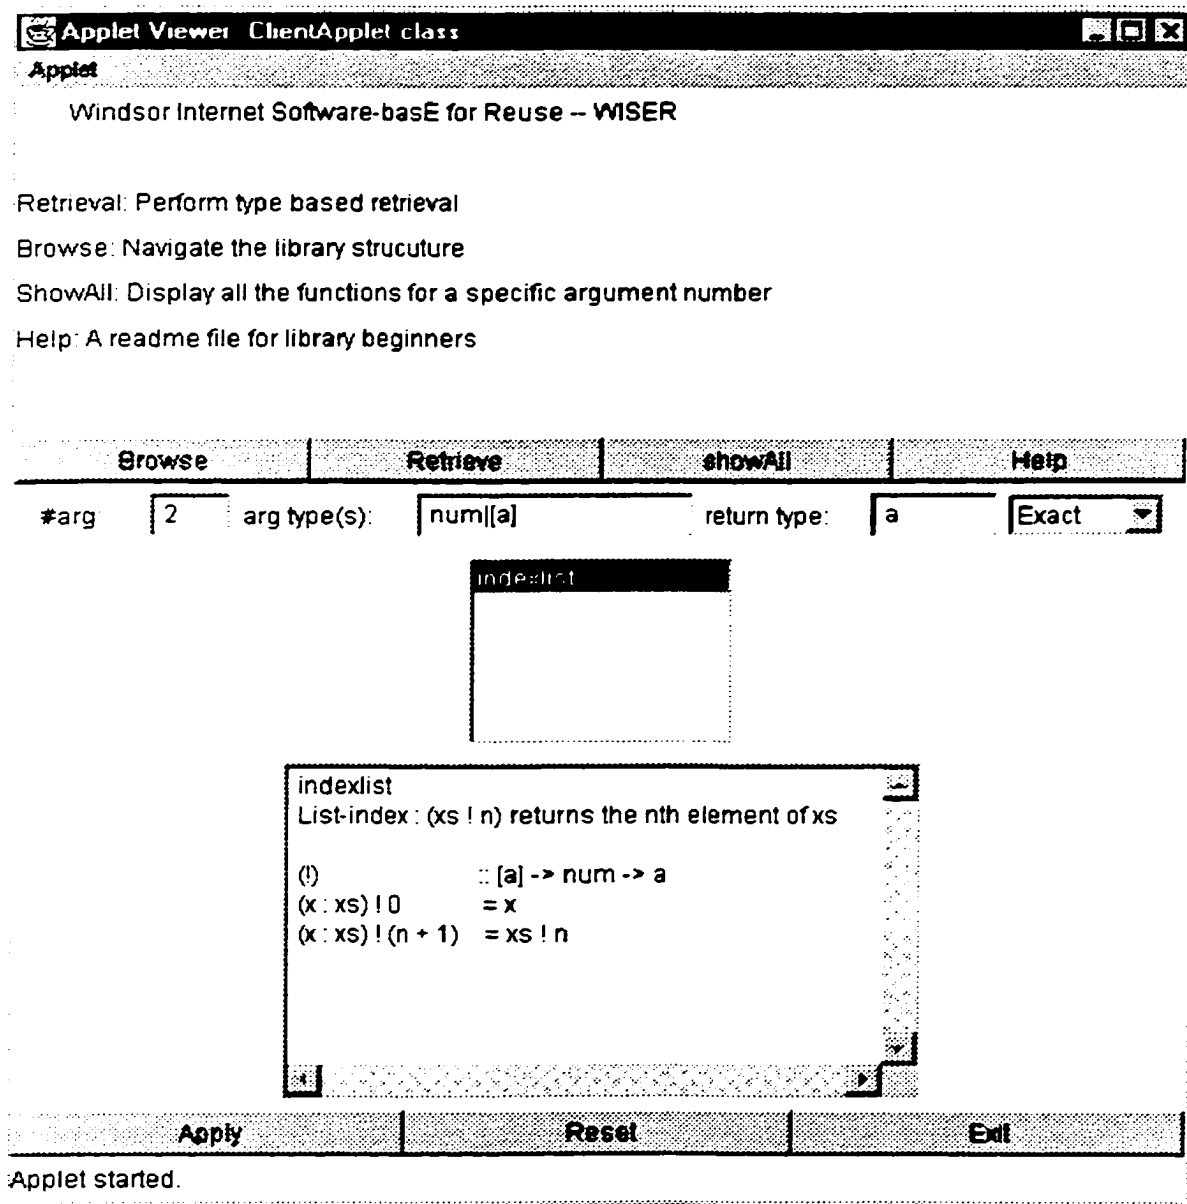 Applet Viewer ClientApplet class
Applet
Windsor Internet Software-basE for Reuse -- WISER
Retrieval: Perform type based retrieval
Browse: Navigate the library strucuture
ShowAll: Display all the functions for a specific argument number
Help: A readme file for library beginners
Browse Retrieve showAll Help
#arg 2 arg type(s): num|[a] return type: a Exact
indexlist
indexlist
List-index : (xs ! n) returns the nth element of xs
(!) :: [a] -> num -> a
(x : xs) ! 0 = x
(x : xs) ! (n + 1) = xs ! n
Apply Reset Exit
Applet started.